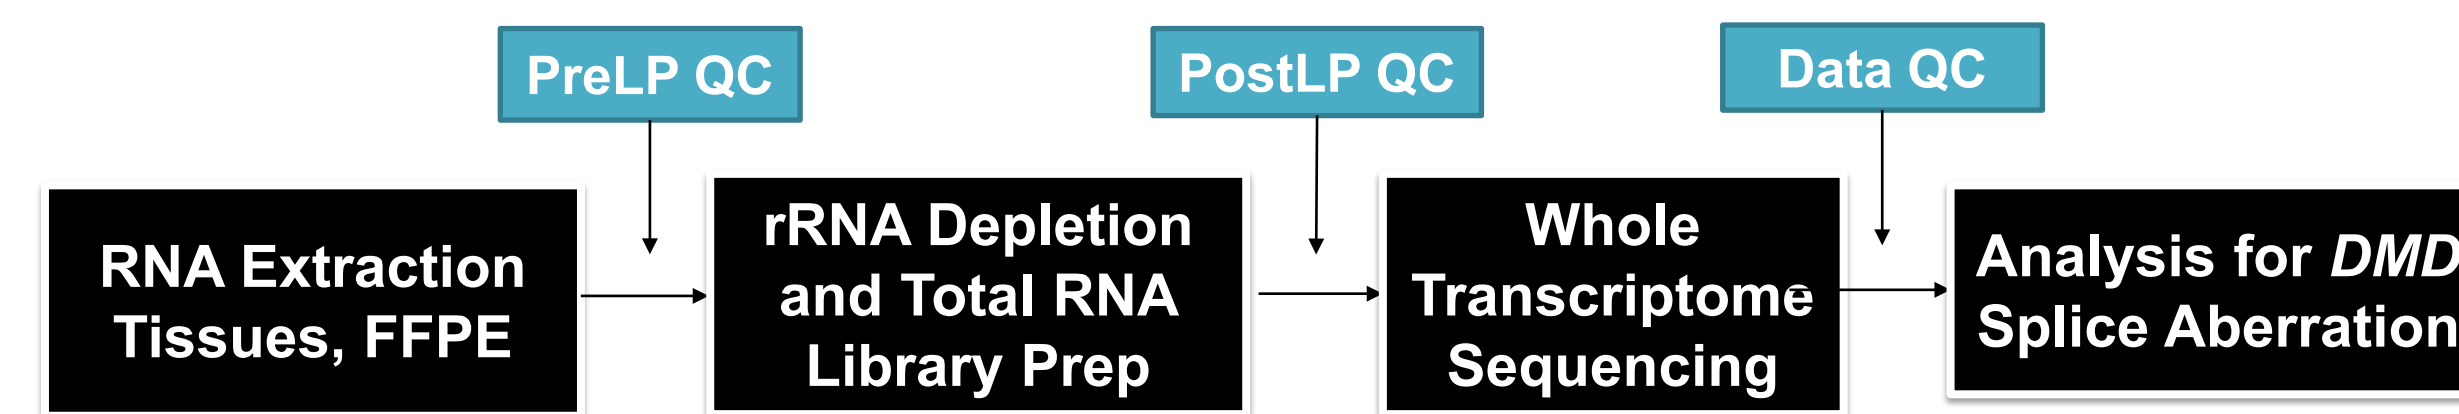 PreLP QC
PostLP QC
Data QC
RNA Extraction
Tissues, FFPE
rRNA Depletion
and Total RNA
Library Prep
Whole
Transcriptome
Sequencing
Analysis for DMD
Splice Aberration